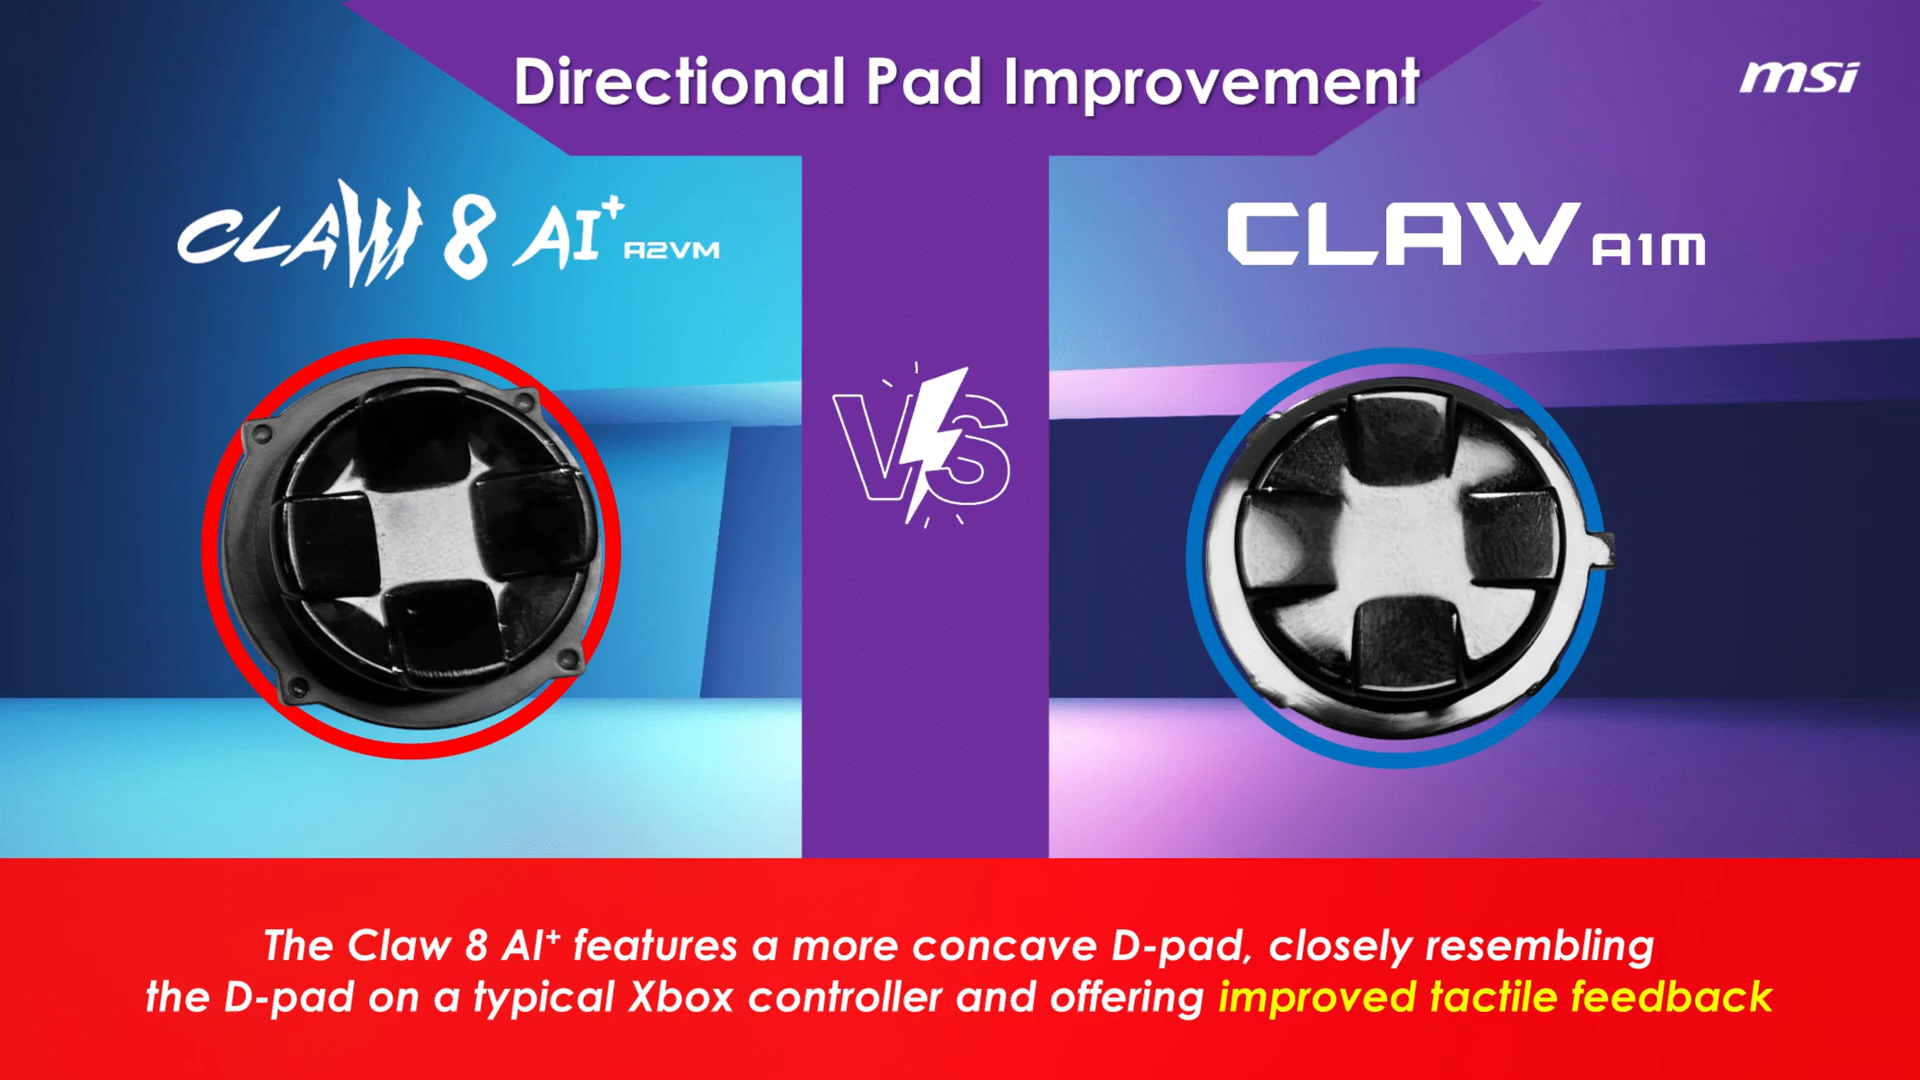 Directional Pad Improvement
msi
CLAW 8 AI+ A2VM
VS
CLAW A1M
The Claw 8 AI+ features a more concave D-pad, closely resembling
the D-pad on a typical Xbox controller and offering improved tactile feedback